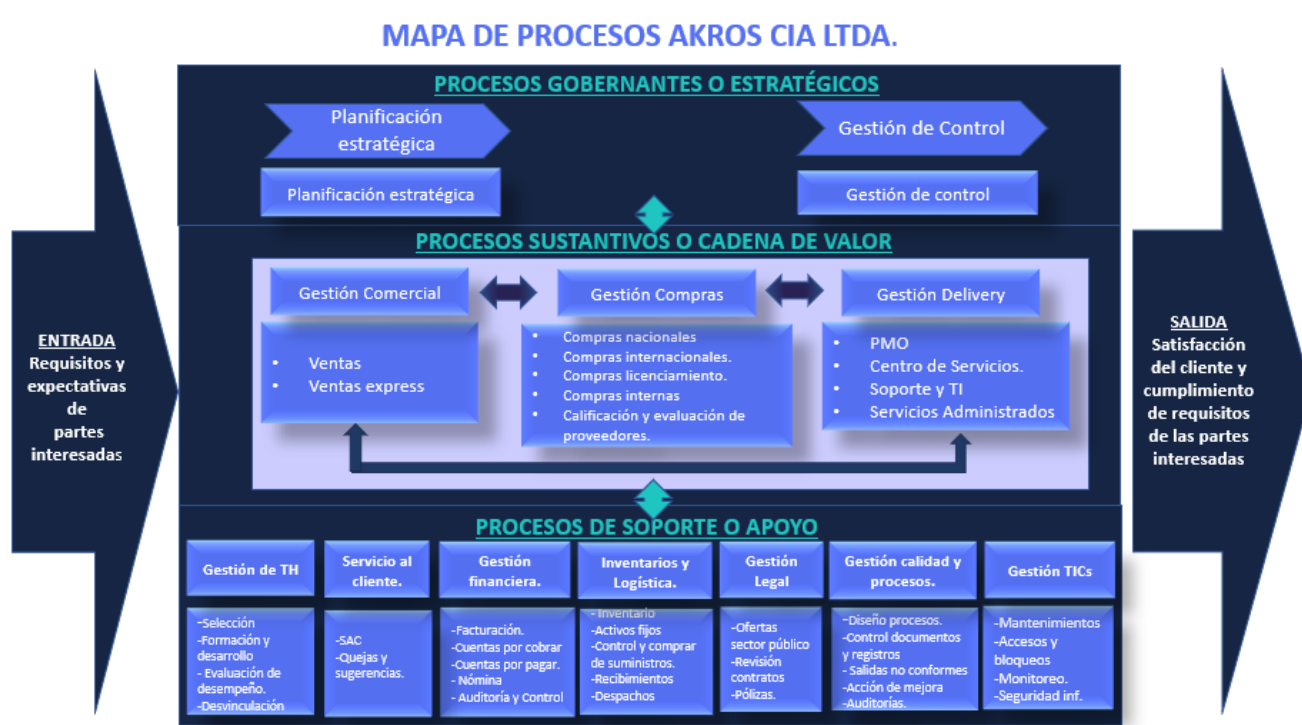 MAPA DE PROCESOS AKROS CIA LTDA.
ENTRADA
Requisitos y
expectativas
de
partes
interesadas
PROCESOS GOBERNANTES O ESTRATÉGICOS
Planificación
estratégica
Gestión de Control
Planificación estratégica
Gestión de control
PROCESOS SUSTANTIVOS O CADENA DE VALOR
Gestión Comercial
Gestión Compras
Gestión Delivery
• Ventas
• Ventas express
• Compras nacionales
• Compras internacionales.
• Compras licenciamiento.
• Compras internas
• Calificación y evaluación de
proveedores.
• PMO
• Centro de Servicios.
• Soporte y TI
• Servicios Administrados
PROCESOS DE SOPORTE O APOYO
Gestión de TH
-Selección
-Formación y
desarrollo
- Evaluación de
desempeño.
-Desvinculación
Servicio al
cliente.
-SAC
-Quejas y
sugerencias.
Gestión
financiera.
-Facturación.
-Cuentas por cobrar
-Cuentas por pagar.
- Nómina
- Auditoría y Control
Inventarios y
Logística.
- Inventario
-Activos fijos
-Control y comprar
de suministros.
-Recibimientos
-Despachos
Gestión
Legal
-Ofertas
sector público
-Revisión
contratos
-Pólizas.
Gestión calidad y
procesos.
-Diseño procesos.
-Control documentos
y registros
- Salidas no conformes
-Acción de mejora
-Auditorías.
Gestión TICs
-Mantenimientos
-Accesos y
bloqueos
-Monitoreo.
-Seguridad inf.
SALIDA
Satisfacción
del cliente y
cumplimiento
de requisitos
de las partes
interesadas